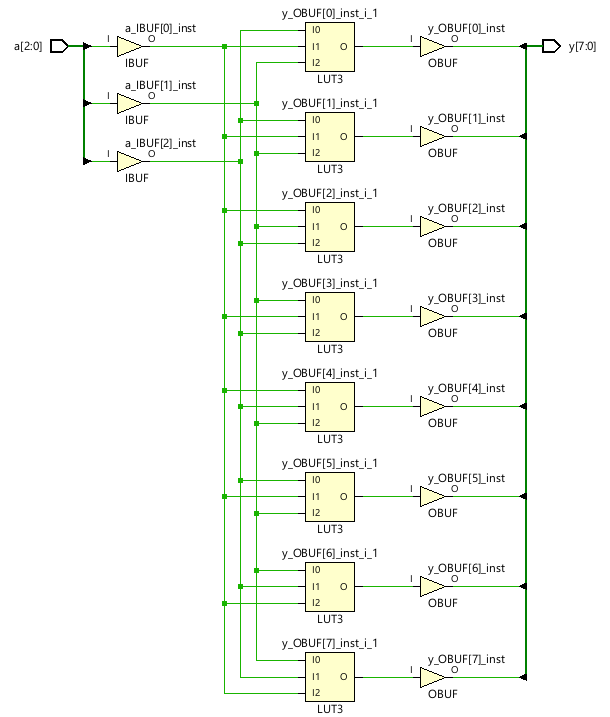 a[2:0]
a_IBUF[0]_inst
I O
IBUF
a_IBUF[1]_inst
I O
IBUF
a_IBUF[2]_inst
I O
IBUF
y_OBUF[0]_inst_i_1
I0
I1 O
I2
LUT3
y_OBUF[0]_inst
I O
OBUF
y[7:0]
y_OBUF[1]_inst_i_1
I0
I1 O
I2
LUT3
y_OBUF[1]_inst
I O
OBUF
y_OBUF[2]_inst_i_1
I0
I1 O
I2
LUT3
y_OBUF[2]_inst
I O
OBUF
y_OBUF[3]_inst_i_1
I0
I1 O
I2
LUT3
y_OBUF[3]_inst
I O
OBUF
y_OBUF[4]_inst_i_1
I0
I1 O
I2
LUT3
y_OBUF[4]_inst
I O
OBUF
y_OBUF[5]_inst_i_1
I0
I1 O
I2
LUT3
y_OBUF[5]_inst
I O
OBUF
y_OBUF[6]_inst_i_1
I0
I1 O
I2
LUT3
y_OBUF[6]_inst
I O
OBUF
y_OBUF[7]_inst_i_1
I0
I1 O
I2
LUT3
y_OBUF[7]_inst
I O
OBUF